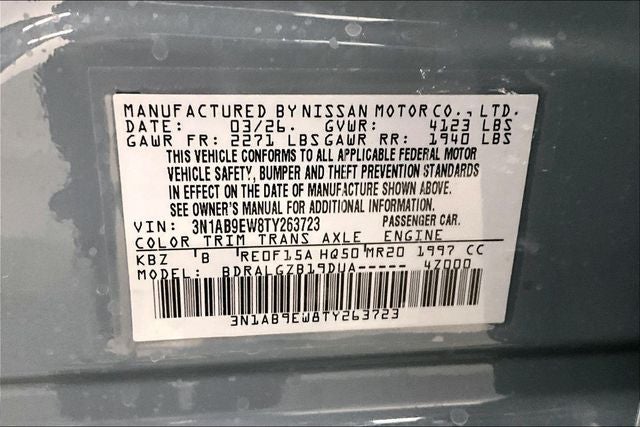 MANUFACTURED BY NISSAN MOTOR CO., LTD.
DATE: 03/26. GVWR: 4123 LBS
GAWR FR: 2271 LBS GAWR RR: 1940 LBS
THIS VEHICLE CONFORMS TO ALL APPLICABLE FEDERAL MOTOR
VEHICLE SAFETY, BUMPER AND THEFT PREVENTION STANDARDS
IN EFFECT ON THE DATE OF MANUFACTURE SHOWN ABOVE.
SEE OWNER'S MANUAL FOR ADDITIONAL INFORMATION.
VIN: 3N1AB9EW8TY263723 PASSENGER CAR.
COLOR TRIM TRANS AXLE ENGINE
KBZ B RE0F15A HQ50 MR20 1997 CC
MODEL: BDRALGZB19DUA----- 4Z000
3N1AB9EW8TY263723